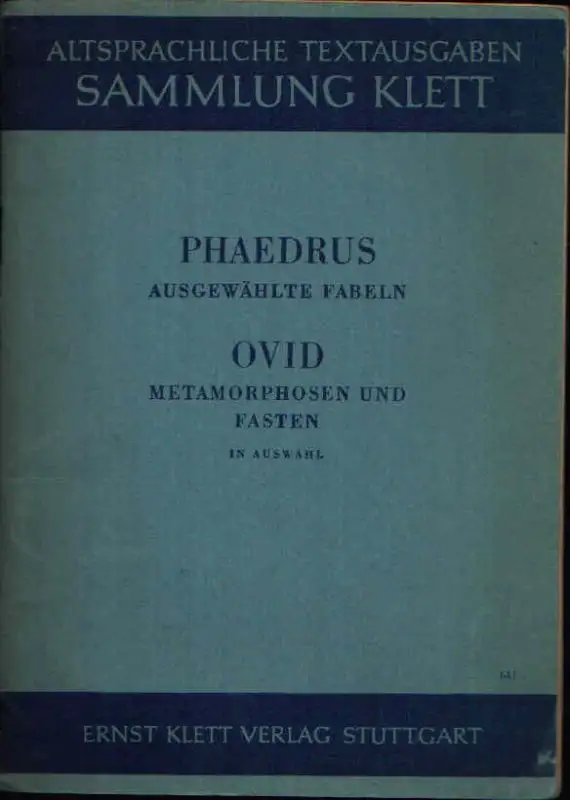 ALTSPRACHLICHE TEXTAUSGABEN
SAMMLUNG KLETT
PHAEDRUS
AUSGEWÄHLTE FABELN
OVID
METAMORPHOSEN UND
FASTEN
IN AUSWAHL
ERNST KLETT VERLAG STUTTGART